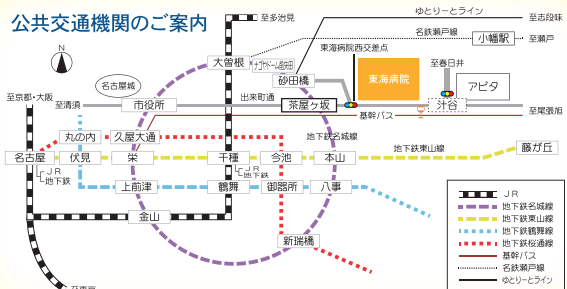 公共交通機関のご案内
至多治見
ゆとりーとライン
至志段味
名鉄瀬戸線
小幡駅
至瀬戸
N
東海病院西交差点
大曽根
ナゴヤドーム前矢田
砂田橋
東海病院
至春日井
アピタ
名古屋城
至京都・大阪
至清須
市役所
出来町通
茶屋ヶ坂
汁谷
至尾張旭
基幹バス
丸の内
久屋大通
地下鉄名城線
地下鉄東山線
藤が丘
名古屋
伏見
栄
千種
今池
本山
JR
地下鉄
JR
地下鉄
上前津
鶴舞
御器所
八事
金山
新瑞橋
JR
地下鉄名城線
地下鉄東山線
地下鉄鶴舞線
地下鉄桜通線
基幹バス
名鉄瀬戸線
ゆとりーとライン
至東京